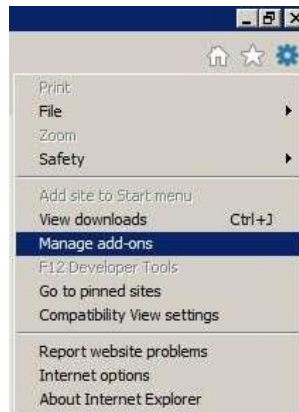 Print
File
Zoom
Safety
Add site to Start menu
View downloads Ctrl+J
Manage add-ons
F12 Developer Tools
Go to pinned sites
Compatibility View settings
Report website problems
Internet options
About Internet Explorer